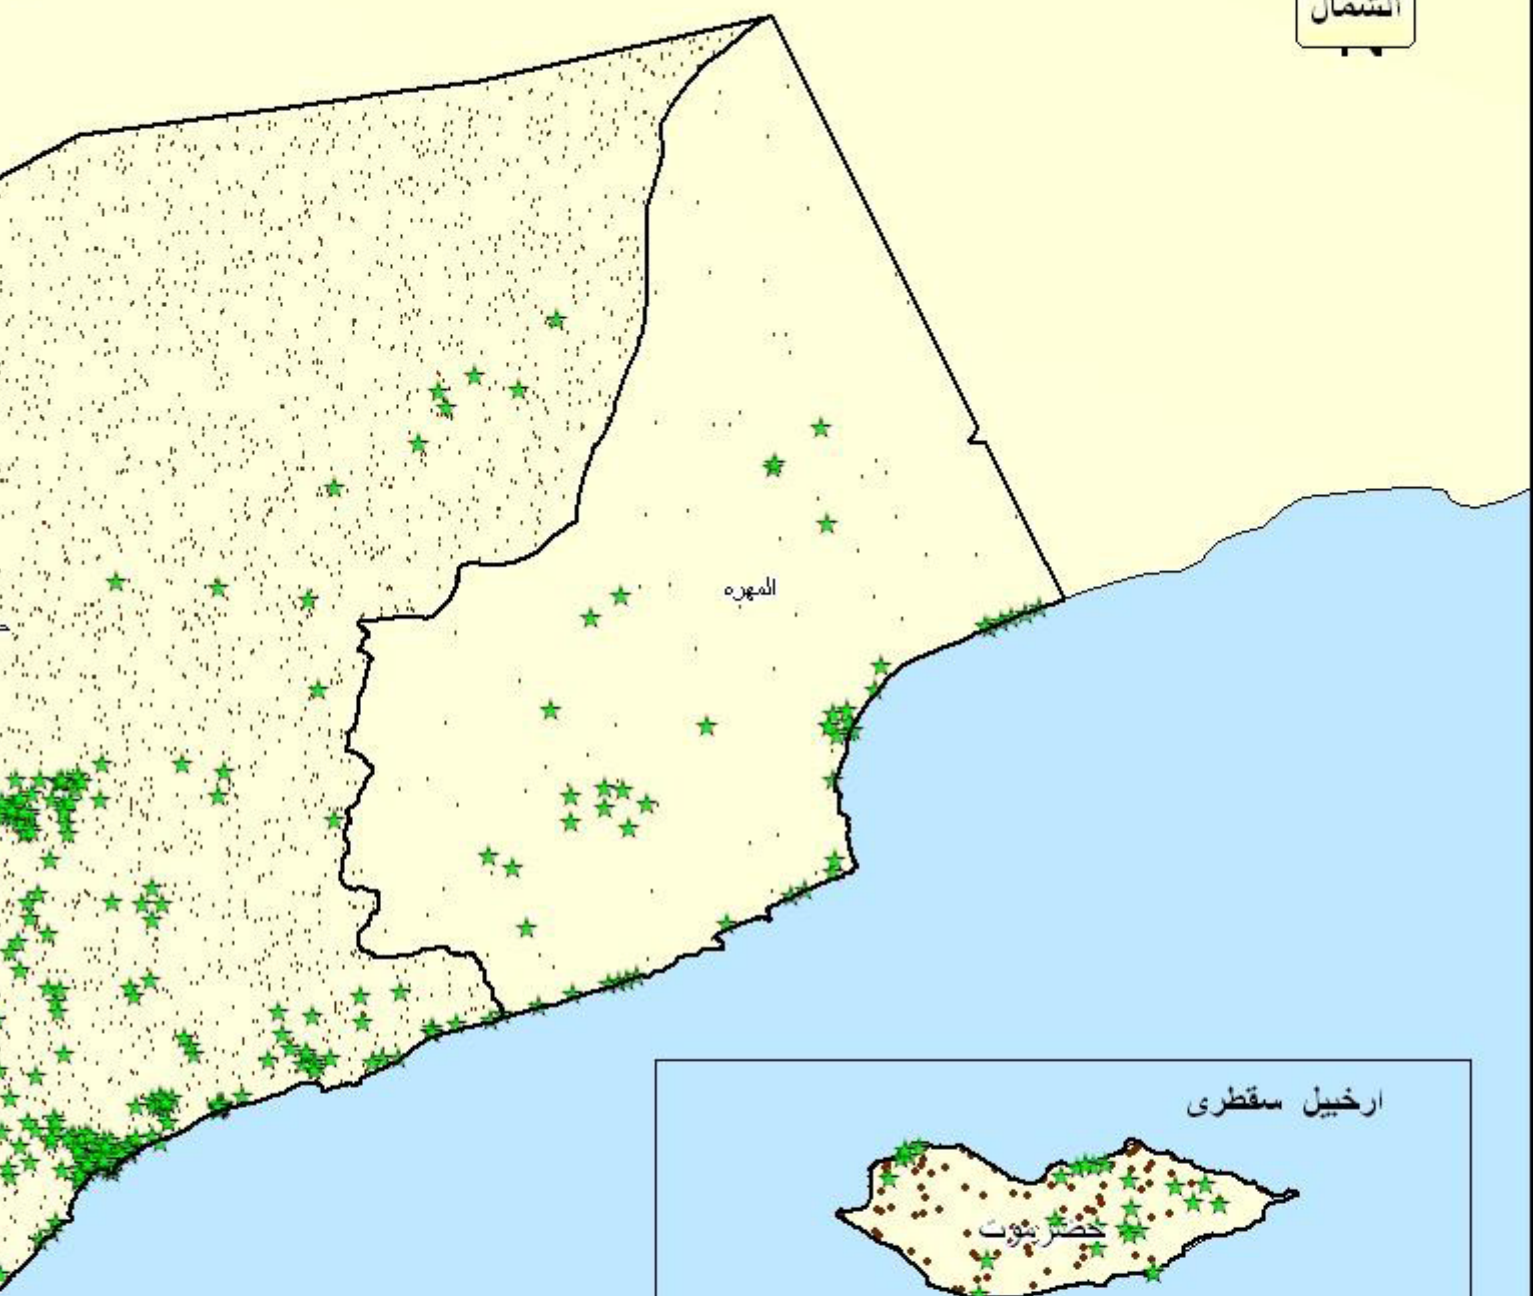 الشمال
المهره
ارخبيل سقطرى
حضرموت